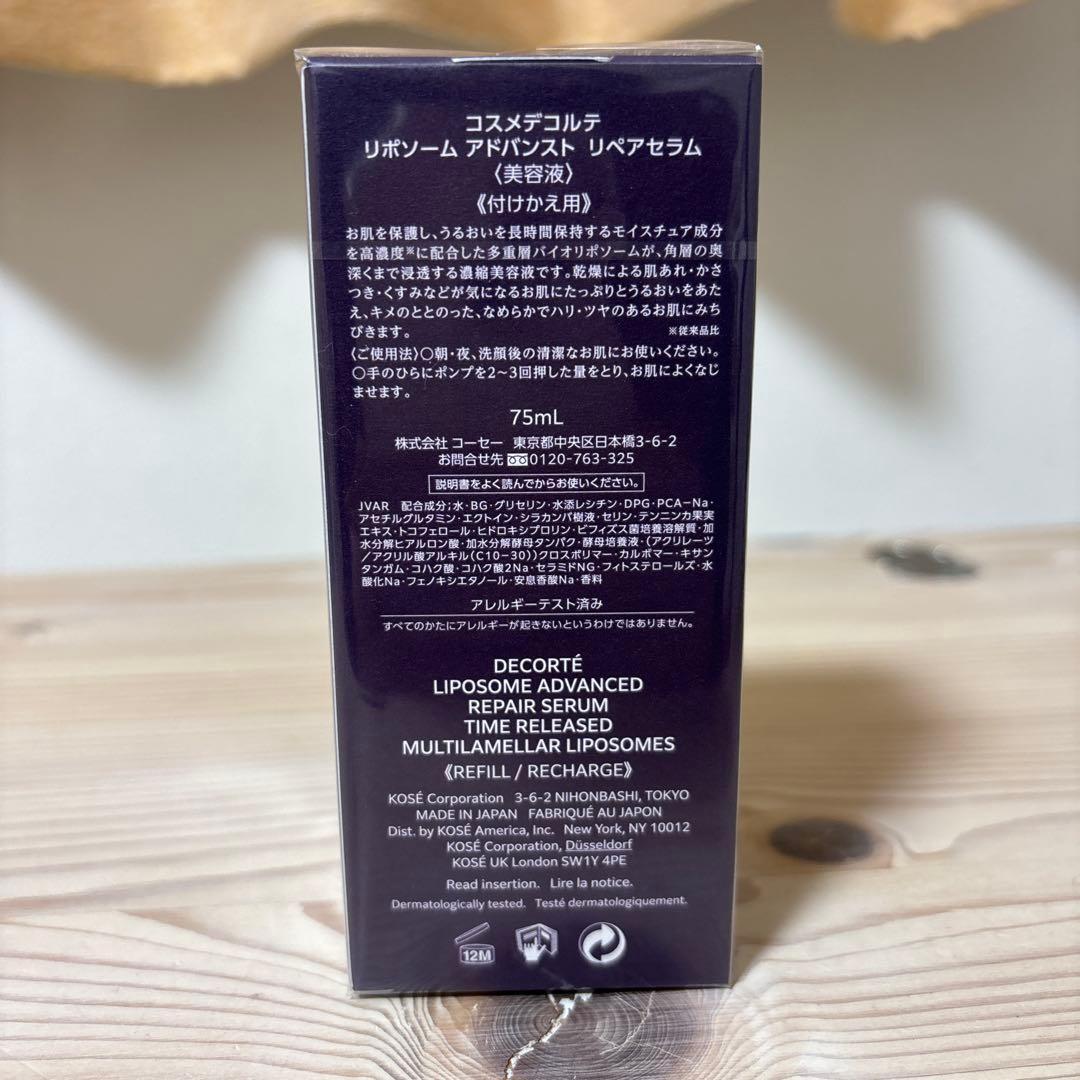 コスメデコルテ
リポソーム アドバンスト リペアセラム
〈美容液〉
《付けかえ用》
お肌を保護し、うるおいを長時間保持するモイスチュア成分
を高濃度※に配合した多重層バイオリポソームが、角層の奥
深くまで浸透する濃縮美容液です。乾燥による肌あれ・かさ
つき・くすみなどが気になるお肌にたっぷりとうるおいをあた
え、キメのととのった、なめらかでハリ・ツヤのあるお肌にみち
びきます。 ※従来品比
〈ご使用法〉○朝・夜、洗顔後の清潔なお肌にお使いください。
○手のひらにポンプを2～3回押した量をとり、お肌によくなじ
ませます。
75mL
株式会社 コーセー 東京都中央区日本橋3-6-2
お問合せ先 0120-763-325
説明書をよく読んでからお使いください。
JVAR 配合成分;水・BG・グリセリン・水添レシチン・DPG・PCA-Na・
アセチルグルタミン・エクトイン・シラカンバ樹液・セリン・テンニンカ果実
エキス・トコフェロール・ヒドロキシプロリン・ビフィズス菌培養溶解質・加
水分解ヒアルロン酸・加水分解酵母タンパク・酵母培養液・(アクリレーツ
/アクリル酸アルキル(C10-30))クロスポリマー・カルボマー・キサン
タンガム・コハク酸・コハク酸2Na・セラミドNG・フィトステロールズ・水
酸化Na・フェノキシエタノール・安息香酸Na・香料
アレルギーテスト済み
すべてのかたにアレルギーが起きないというわけではありません。
DECORTÉ
LIPOSOME ADVANCED
REPAIR SERUM
TIME RELEASED
MULTILAMELLAR LIPOSOMES
《REFILL / RECHARGE》
KOSÉ Corporation 3-6-2 NIHONBASHI, TOKYO
MADE IN JAPAN FABRIQUÉ AU JAPON
Dist. by KOSÉ America, Inc. New York, NY 10012
KOSÉ Corporation, Düsseldorf
KOSÉ UK London SW1Y 4PE
Read insertion. Lire la notice.
Dermatologically tested. Testé dermatologiquement.
12M